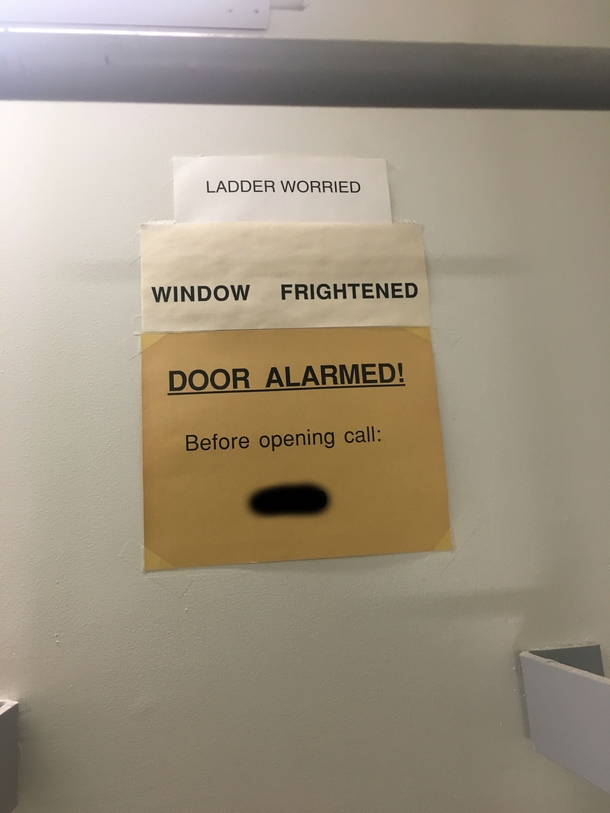 LADDER WORRIED
WINDOW FRIGHTENED
DOOR ALARMED!
Before opening call: